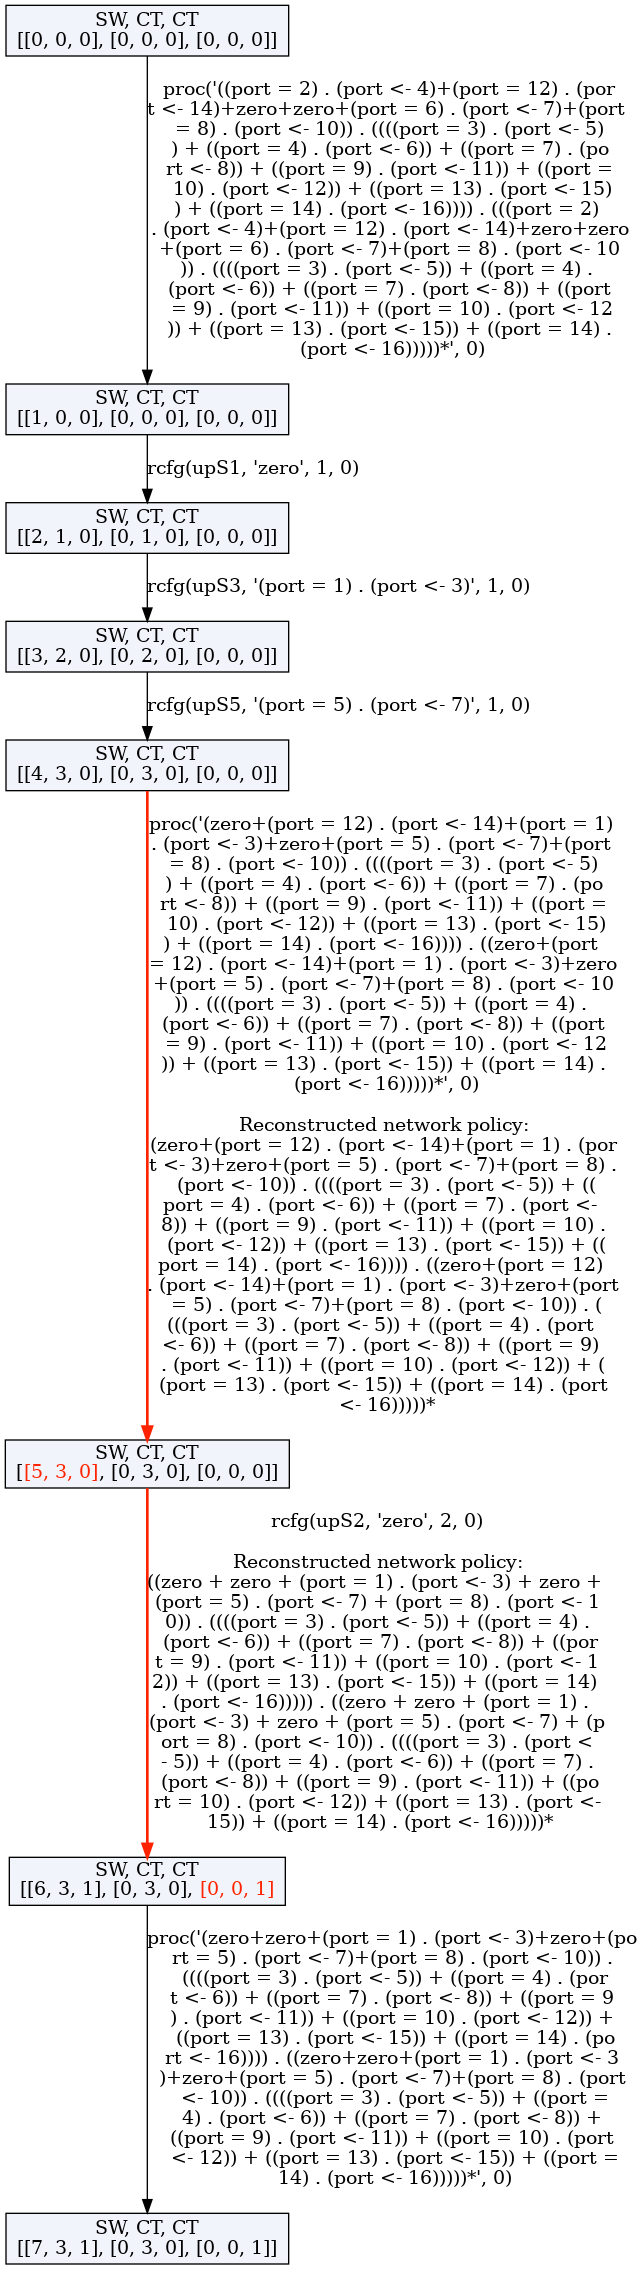 SW, CT, CT
[[0, 0, 0], [0, 0, 0], [0, 0, 0]]
proc('((port = 2) . (port <- 4)+(port = 12) . (por
t <- 14)+zero+zero+(port = 6) . (port <- 7)+(port
= 8) . (port <- 10)) . ((((port = 3) . (port <- 5)
) + ((port = 4) . (port <- 6)) + ((port = 7) . (po
rt <- 8)) + ((port = 9) . (port <- 11)) + ((port =
10) . (port <- 12)) + ((port = 13) . (port <- 15)
) + ((port = 14) . (port <- 16)))) . (((port = 2)
. (port <- 4)+(port = 12) . (port <- 14)+zero+zero
+(port = 6) . (port <- 7)+(port = 8) . (port <- 10
)) . ((((port = 3) . (port <- 5)) + ((port = 4) .
(port <- 6)) + ((port = 7) . (port <- 8)) + ((port
= 9) . (port <- 11)) + ((port = 10) . (port <- 12
)) + ((port = 13) . (port <- 15)) + ((port = 14) .
(port <- 16)))))*', 0)
SW, CT, CT
[[1, 0, 0], [0, 0, 0], [0, 0, 0]]
rcfg(upS1, 'zero', 1, 0)
SW, CT, CT
[[2, 1, 0], [0, 1, 0], [0, 0, 0]]
rcfg(upS3, '(port = 1) . (port <- 3)', 1, 0)
SW, CT, CT
[[3, 2, 0], [0, 2, 0], [0, 0, 0]]
rcfg(upS5, '(port = 5) . (port <- 7)', 1, 0)
SW, CT, CT
[[4, 3, 0], [0, 3, 0], [0, 0, 0]]
proc('(zero+(port = 12) . (port <- 14)+(port = 1)
. (port <- 3)+zero+(port = 5) . (port <- 7)+(port
= 8) . (port <- 10)) . ((((port = 3) . (port <- 5)
) + ((port = 4) . (port <- 6)) + ((port = 7) . (po
rt <- 8)) + ((port = 9) . (port <- 11)) + ((port =
10) . (port <- 12)) + ((port = 13) . (port <- 15)
) + ((port = 14) . (port <- 16)))) . ((zero+(port
= 12) . (port <- 14)+(port = 1) . (port <- 3)+zero
+(port = 5) . (port <- 7)+(port = 8) . (port <- 10
)) . ((((port = 3) . (port <- 5)) + ((port = 4) .
(port <- 6)) + ((port = 7) . (port <- 8)) + ((port
= 9) . (port <- 11)) + ((port = 10) . (port <- 12
)) + ((port = 13) . (port <- 15)) + ((port = 14) .
(port <- 16)))))*', 0)
Reconstructed network policy:
(zero+(port = 12) . (port <- 14)+(port = 1) . (por
t <- 3)+zero+(port = 5) . (port <- 7)+(port = 8) .
(port <- 10)) . ((((port = 3) . (port <- 5)) + ((
port = 4) . (port <- 6)) + ((port = 7) . (port <-
8)) + ((port = 9) . (port <- 11)) + ((port = 10) .
(port <- 12)) + ((port = 13) . (port <- 15)) + ((
port = 14) . (port <- 16)))) . ((zero+(port = 12)
. (port <- 14)+(port = 1) . (port <- 3)+zero+(port
= 5) . (port <- 7)+(port = 8) . (port <- 10)) . (
(((port = 3) . (port <- 5)) + ((port = 4) . (port
<- 6)) + ((port = 7) . (port <- 8)) + ((port = 9)
. (port <- 11)) + ((port = 10) . (port <- 12)) + (
(port = 13) . (port <- 15)) + ((port = 14) . (port
<- 16)))))*
SW, CT, CT
[[5, 3, 0], [0, 3, 0], [0, 0, 0]]
rcfg(upS2, 'zero', 2, 0)
Reconstructed network policy:
((zero + zero + (port = 1) . (port <- 3) + zero +
(port = 5) . (port <- 7) + (port = 8) . (port <- 1
0)) . ((((port = 3) . (port <- 5)) + ((port = 4) .
(port <- 6)) + ((port = 7) . (port <- 8)) + ((por
t = 9) . (port <- 11)) + ((port = 10) . (port <- 1
2)) + ((port = 13) . (port <- 15)) + ((port = 14)
. (port <- 16))))) . ((zero + zero + (port = 1) .
(port <- 3) + zero + (port = 5) . (port <- 7) + (p
ort = 8) . (port <- 10)) . ((((port = 3) . (port <
- 5)) + ((port = 4) . (port <- 6)) + ((port = 7) .
(port <- 8)) + ((port = 9) . (port <- 11)) + ((po
rt = 10) . (port <- 12)) + ((port = 13) . (port <-
15)) + ((port = 14) . (port <- 16)))))*
SW, CT, CT
[[6, 3, 1], [0, 3, 0], [0, 0, 1]
proc('(zero+zero+(port = 1) . (port <- 3)+zero+(po
rt = 5) . (port <- 7)+(port = 8) . (port <- 10)) .
((((port = 3) . (port <- 5)) + ((port = 4) . (por
t <- 6)) + ((port = 7) . (port <- 8)) + ((port = 9
) . (port <- 11)) + ((port = 10) . (port <- 12)) +
((port = 13) . (port <- 15)) + ((port = 14) . (po
rt <- 16)))) . ((zero+zero+(port = 1) . (port <- 3
)+zero+(port = 5) . (port <- 7)+(port = 8) . (port
<- 10)) . ((((port = 3) . (port <- 5)) + ((port =
4) . (port <- 6)) + ((port = 7) . (port <- 8)) +
((port = 9) . (port <- 11)) + ((port = 10) . (port
<- 12)) + ((port = 13) . (port <- 15)) + ((port =
14) . (port <- 16)))))*', 0)
SW, CT, CT
[[7, 3, 1], [0, 3, 0], [0, 0, 1]]